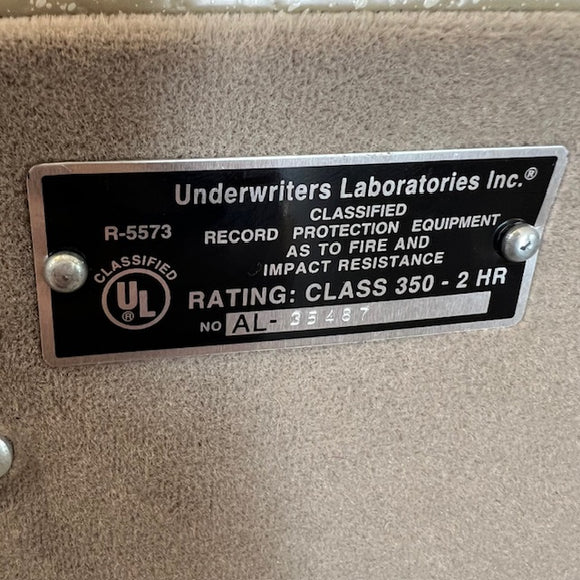 Underwriters Laboratories Inc.®
CLASSIFIED
R-5573
RECORD PROTECTION EQUIPMENT
AS TO FIRE AND
IMPACT RESISTANCE
CLASSIFIED
UL
®
RATING: CLASS 350 - 2 HR
NO AL- 35487